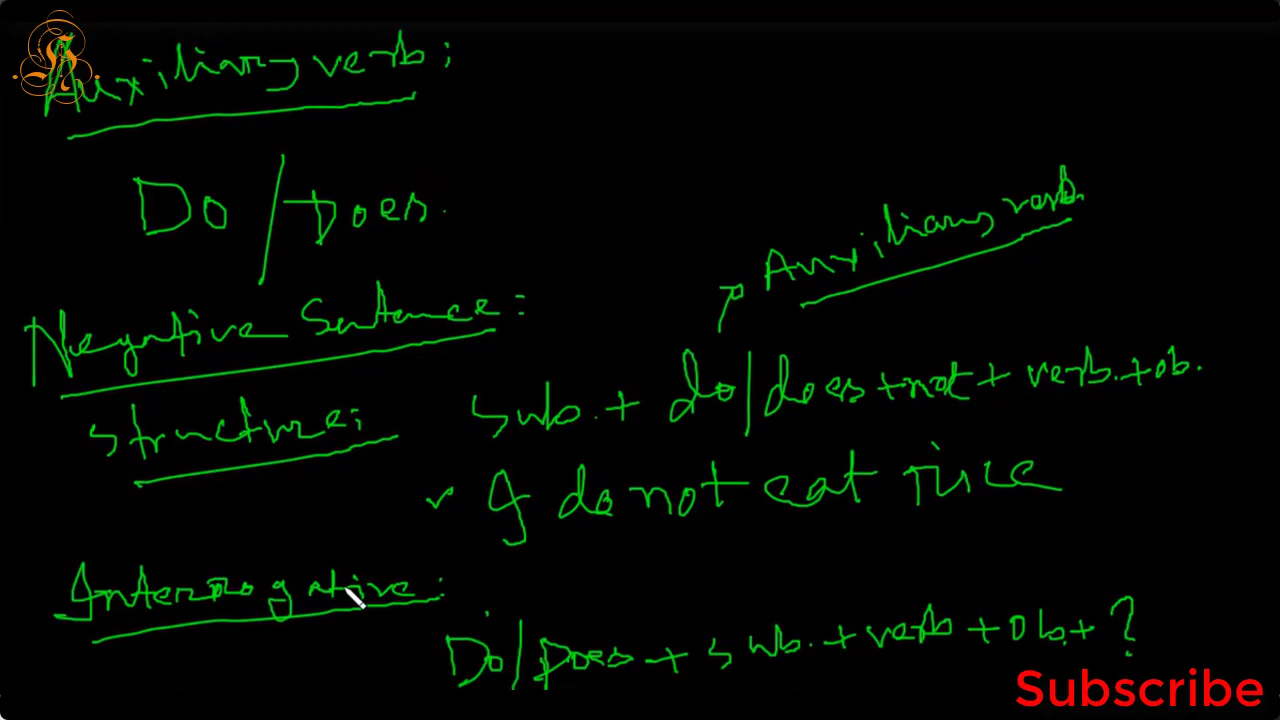 Auxiliary verb:
Do/Does.
Auxiliary verb.
Negative Sentence:
Structure: sub. + do/does + not + verb. + ob.
I do not eat rice
Interrogative:
Do/Does + sub. + verb + ob. + ?
Subscribe